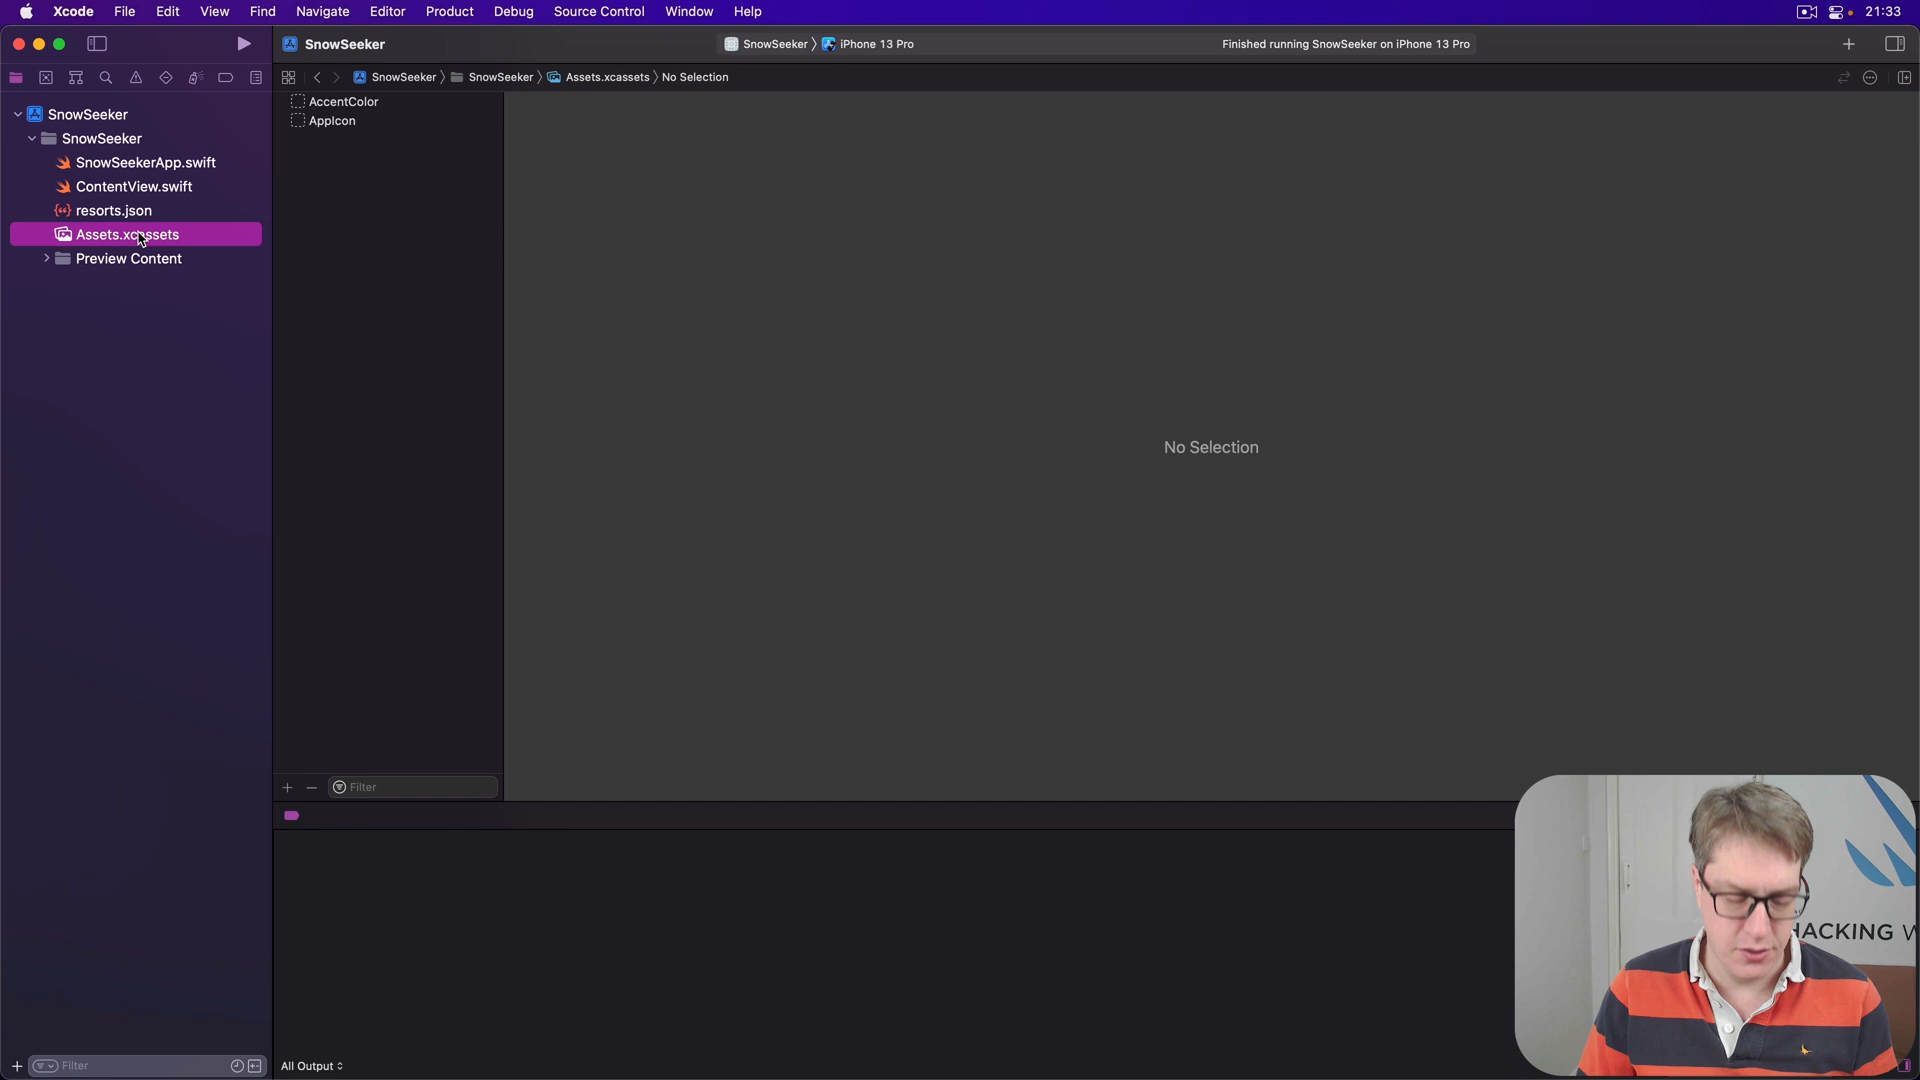 Xcode File Edit View Find Navigate Editor Product Debug Source Control Window Help 21:33
SnowSeeker SnowSeeker iPhone 13 Pro Finished running SnowSeeker on iPhone 13 Pro
SnowSeeker SnowSeeker Assets.xcassets No Selection
SnowSeeker
SnowSeeker
SnowSeekerApp.swift
ContentView.swift
resorts.json
Assets.xcassets
Preview Content
AccentColor
AppIcon
No Selection
Filter
HACKING W
Filter
All Output